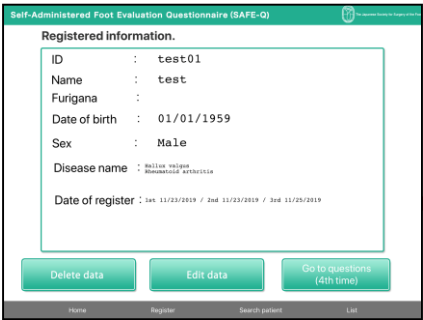 Self-Administered Foot Evaluation Questionnaire (SAFE-Q)
Registered information.
ID : test01
Name : test
Furigana :
Date of birth : 01/01/1959
Sex : Male
Disease name : Hallux valgus
Rheumatoid arthritis
Date of register : 1st 11/23/2019 / 2nd 11/23/2019 / 3rd 11/25/2019
Delete data
Edit data
Go to questions
(4th time)
Home Register Search patient List